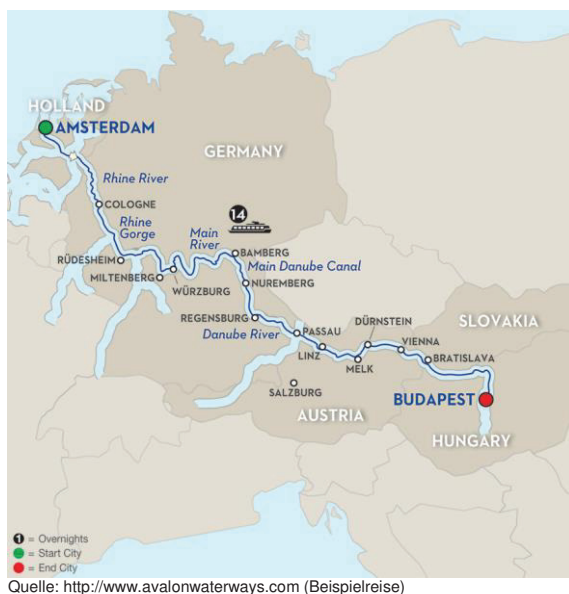 HOLLAND
AMSTERDAM
GERMANY
Rhine River
COLOGNE
14
Rhine
Gorge
Main
River
BAMBERG
RÜDESHEIM
Main Danube Canal
MILTENBERG
NUREMBERG
WÜRZBURG
REGENSBURG
DÜRNSTEIN
SLOVAKIA
Danube River
PASSAU
VIENNA
LINZ
BRATISLAVA
MELK
SALZBURG
BUDAPEST
AUSTRIA
HUNGARY
1 = Overnights
= Start City
= End City
Quelle: http://www.avalonwaterways.com (Beispielreise)